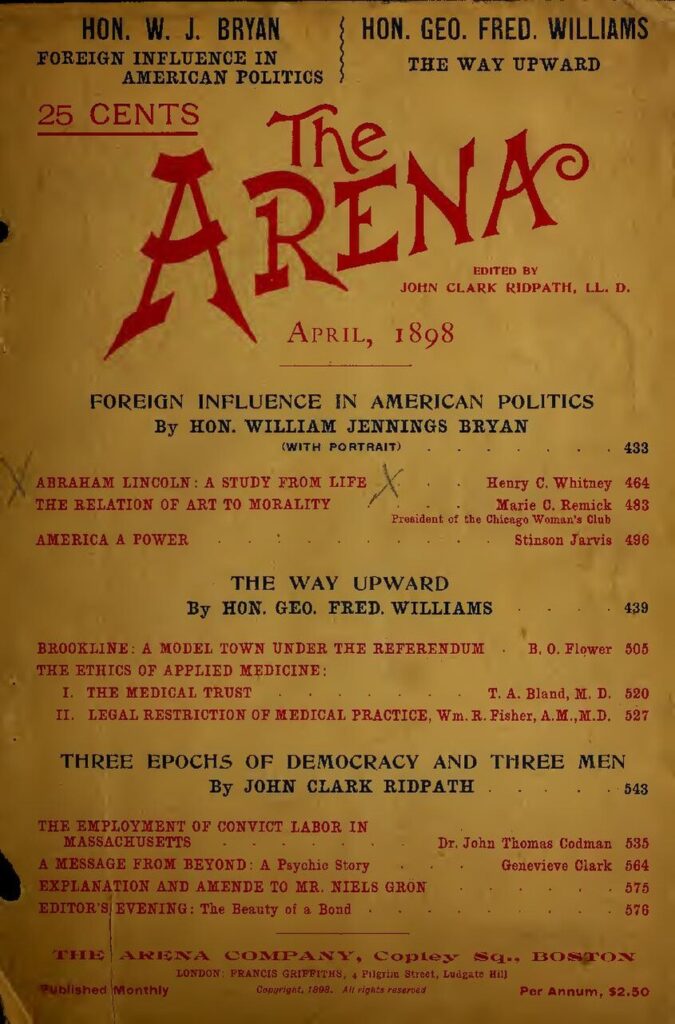 HON. W. J. BRYAN
FOREIGN INFLUENCE IN
AMERICAN POLITICS
HON. GEO. FRED. WILLIAMS
THE WAY UPWARD
25 CENTS
The
ARENA
EDITED BY
JOHN CLARK RIDPATH, LL. D.
APRIL, 1898
FOREIGN INFLUENCE IN AMERICAN POLITICS
By HON. WILLIAM JENNINGS BRYAN
(WITH PORTRAIT) . . . . . . . 433
ABRAHAM LINCOLN: A STUDY FROM LIFE . . . Henry C. Whitney 464
THE RELATION OF ART TO MORALITY . . . . Marie C. Remick 483
President of the Chicago Woman's Club
AMERICA A POWER . . . . . . . . . . Stinson Jarvis 496
THE WAY UPWARD
By HON. GEO. FRED. WILLIAMS . . . . 439
BROOKLINE: A MODEL TOWN UNDER THE REFERENDUM . B. O. Flower 505
THE ETHICS OF APPLIED MEDICINE:
I. THE MEDICAL TRUST . . . . . . . T. A. Bland, M. D. 520
II. LEGAL RESTRICTION OF MEDICAL PRACTICE, Wm. R. Fisher, A.M., M.D. 527
THREE EPOCHS OF DEMOCRACY AND THREE MEN
By JOHN CLARK RIDPATH . . . . . 543
THE EMPLOYMENT OF CONVICT LABOR IN
MASSACHUSETTS . . . . . . Dr. John Thomas Codman 535
A MESSAGE FROM BEYOND: A Psychic Story . . . Genevieve Clark 564
EXPLANATION AND AMENDE TO MR. NIELS GRÖN . . . . . 575
EDITOR'S EVENING: The Beauty of a Bond . . . . . . . . 576
THE ARENA COMPANY, Copley Sq., BOSTON
LONDON: FRANCIS GRIFFITHS, 4 Pilgrim Street, Ludgate Hill
Published Monthly
Copyright, 1898. All rights reserved
Per Annum, $2.50